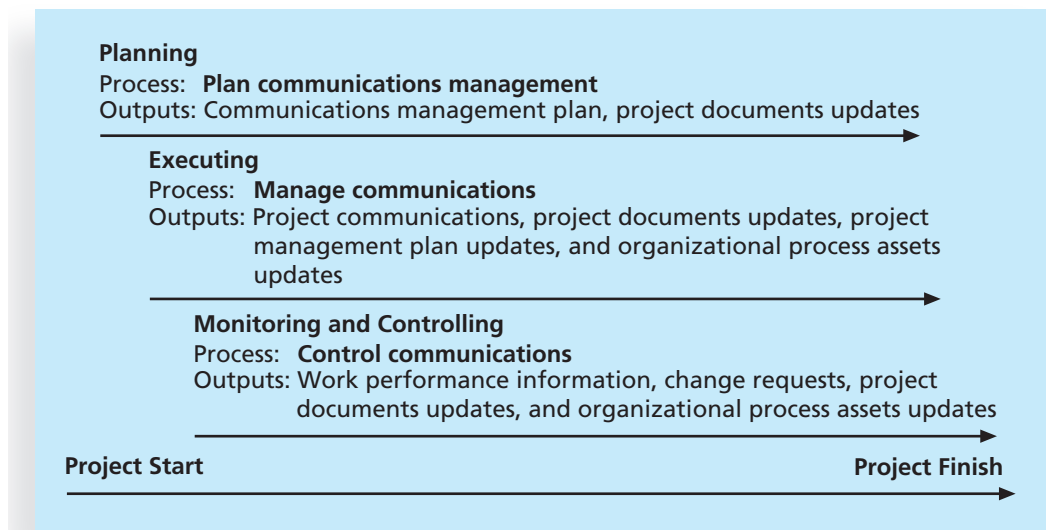 Planning
Process: Plan communications management
Outputs: Communications management plan, project documents updates
Executing
Process: Manage communications
Outputs: Project communications, project documents updates, project
management plan updates, and organizational process assets
updates
Monitoring and Controlling
Process: Control communications
Outputs: Work performance information, change requests, project
documents updates, and organizational process assets updates
Project Start Project Finish